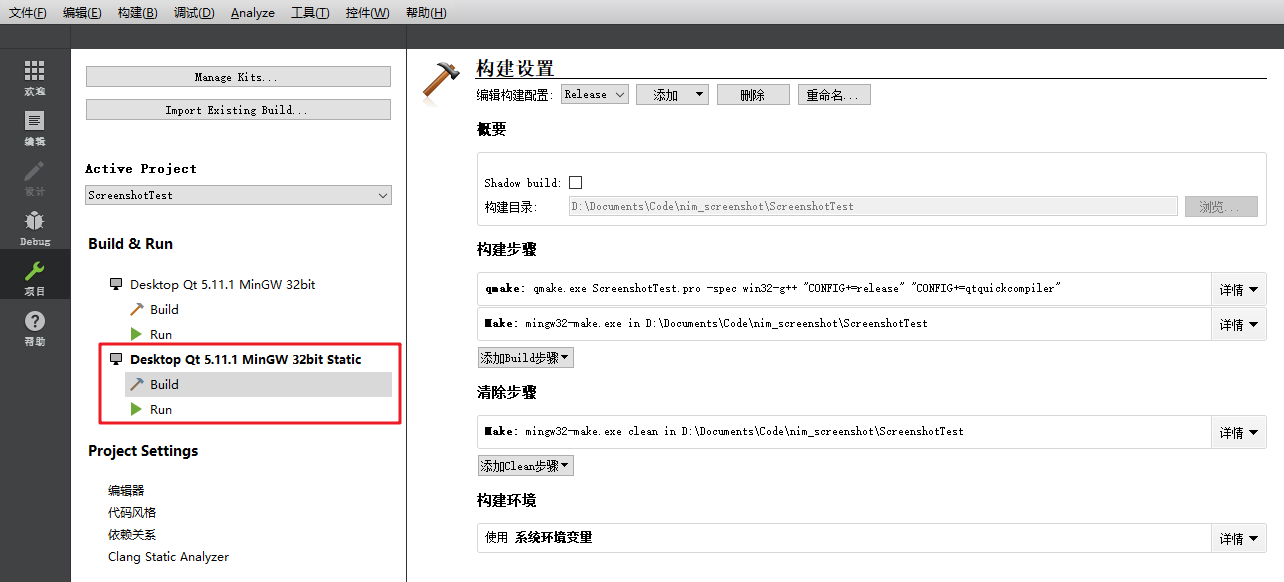 文件(F) 编辑(E) 构建(B) 调试(D) Analyze 工具(T) 控件(W) 帮助(H)
欢迎
编辑
设计
Debug
项目
帮助
Manage Kits...
Import Existing Build...
Active Project
ScreenshotTest
Build & Run
Desktop Qt 5.11.1 MinGW 32bit
Build
Run
Desktop Qt 5.11.1 MinGW 32bit Static
Build
Run
Project Settings
编辑器
代码风格
依赖关系
Clang Static Analyzer
构建设置
编辑构建配置: Release 添加 删除 重命名...
概要
Shadow build:
构建目录: D:\Documents\Code\nim_screenshot\ScreenshotTest 浏览...
构建步骤
qmake: qmake.exe ScreenshotTest.pro -spec win32-g++ "CONFIG+=release" "CONFIG+=qtquickcompiler" 详情
Make: mingw32-make.exe in D:\Documents\Code\nim_screenshot\ScreenshotTest 详情
添加Build步骤
清除步骤
Make: mingw32-make.exe clean in D:\Documents\Code\nim_screenshot\ScreenshotTest 详情
添加Clean步骤
构建环境
使用 系统环境变量 详情